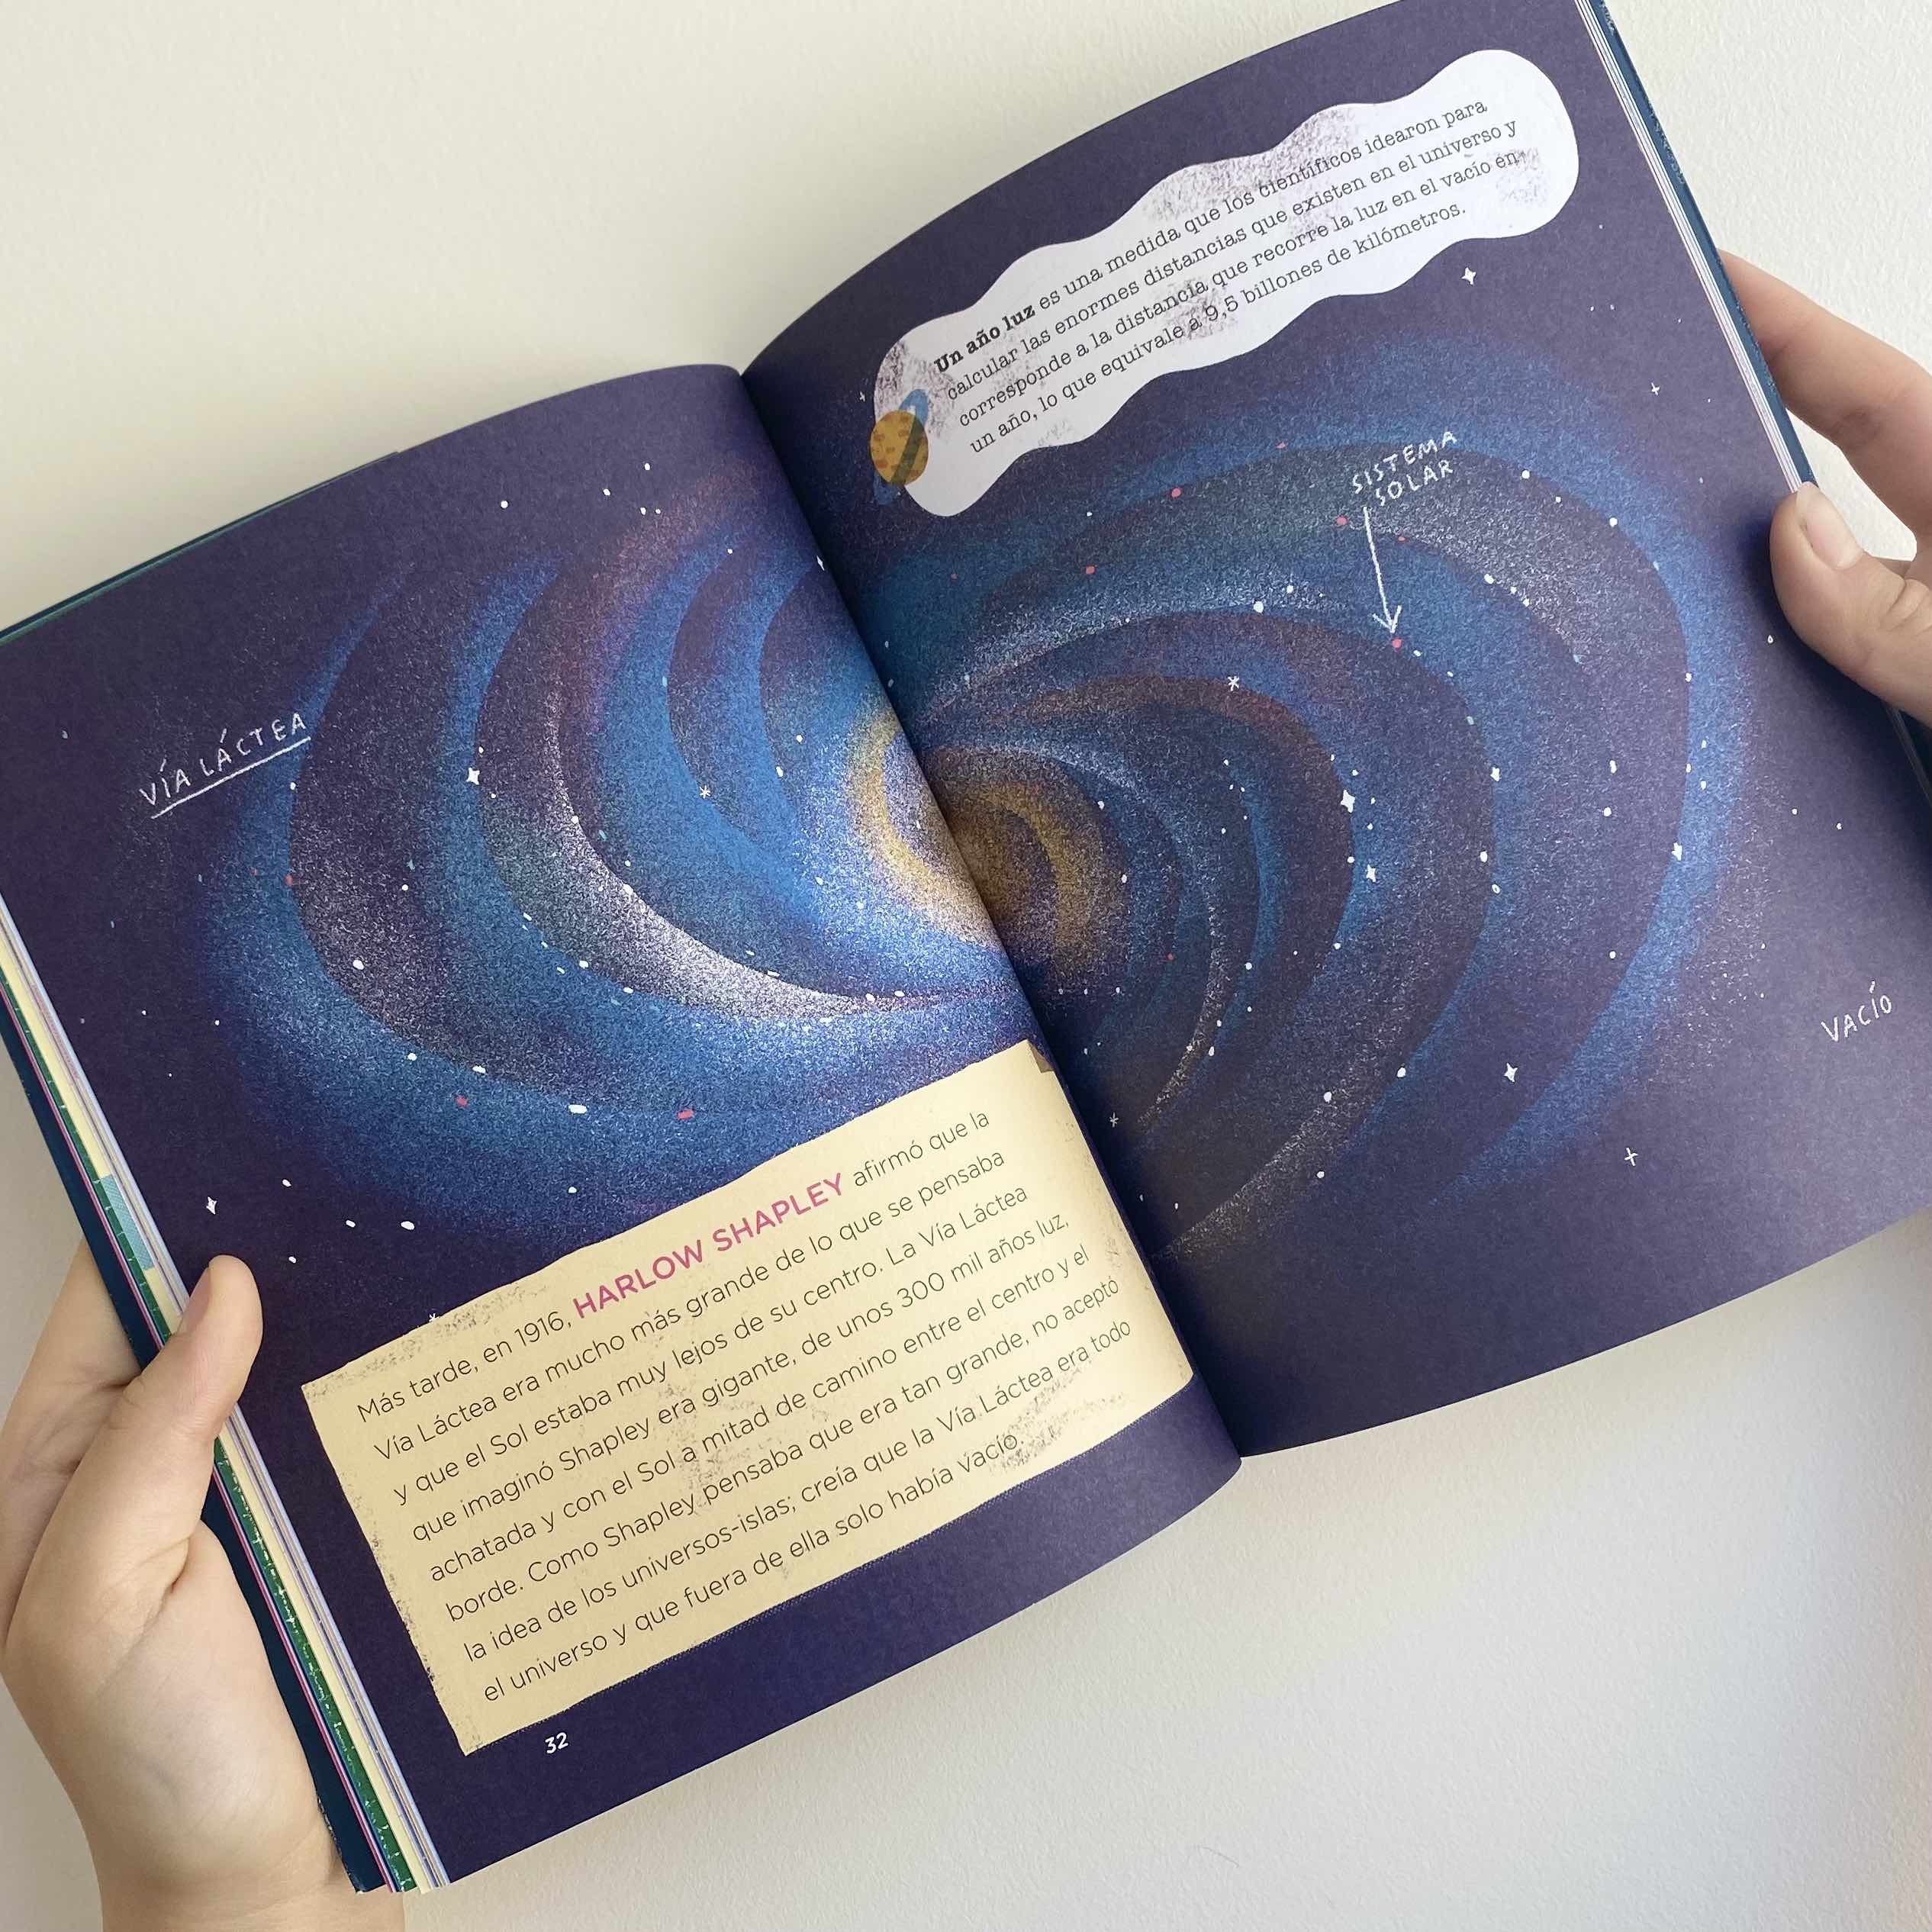 VÍA LÁCTEA
Más tarde, en 1916, HARLOW SHAPLEY afirmó que la
Vía Láctea era mucho más grande de lo que se pensaba
y que el Sol estaba muy lejos de su centro. La Vía Láctea
que imaginó Shapley era gigante, de unos 300 mil años luz,
achatada y con el Sol a mitad de camino entre el centro y el
borde. Como Shapley pensaba que era tan grande, no aceptó
la idea de los universos-islas; creía que la Vía Láctea era todo
el universo y que fuera de ella solo había vacío.
32
Un año luz es una medida que los científicos idearon para
calcular las enormes distancias que existen en el universo y
corresponde a la distancia que recorre la luz en el vacío en
un año, lo que equivale a 9,5 billones de kilómetros.
SISTEMA
SOLAR
VACÍO